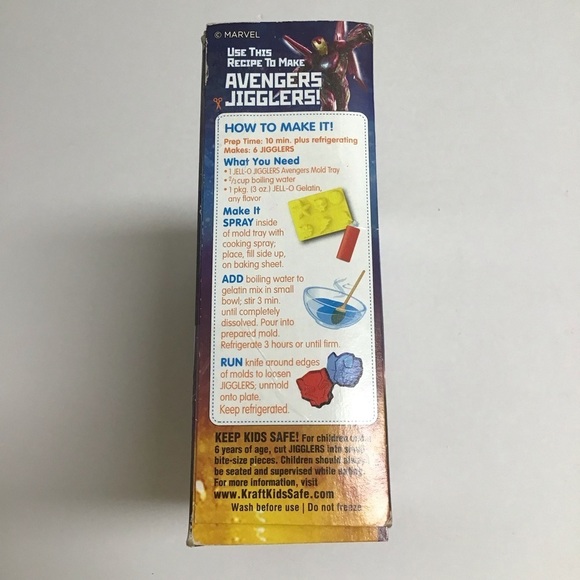 © MARVEL
USE THIS
RECIPE TO MAKE
AVENGERS
JIGGLERS!
HOW TO MAKE IT!
Prep Time: 10 min. plus refrigerating
Makes: 6 JIGGLERS
What You Need
• 1 JELL-O JIGGLERS Avengers Mold Tray
• 2/3 cup boiling water
• 1 pkg. (3 oz.) JELL-O Gelatin,
any flavor
Make It
SPRAY inside
of mold tray with
cooking spray;
place, fill side up,
on baking sheet.
ADD boiling water to
gelatin mix in small
bowl; stir 3 min.
until completely
dissolved. Pour into
prepared mold.
Refrigerate 3 hours or until firm.
RUN knife around edges
of molds to loosen
JIGGLERS; unmold
onto plate.
Keep refrigerated.
KEEP KIDS SAFE! For children under
6 years of age, cut JIGGLERS into small
bite-size pieces. Children should always
be seated and supervised while eating.
For more information, visit
www.KraftKidsSafe.com
Wash before use | Do not freeze